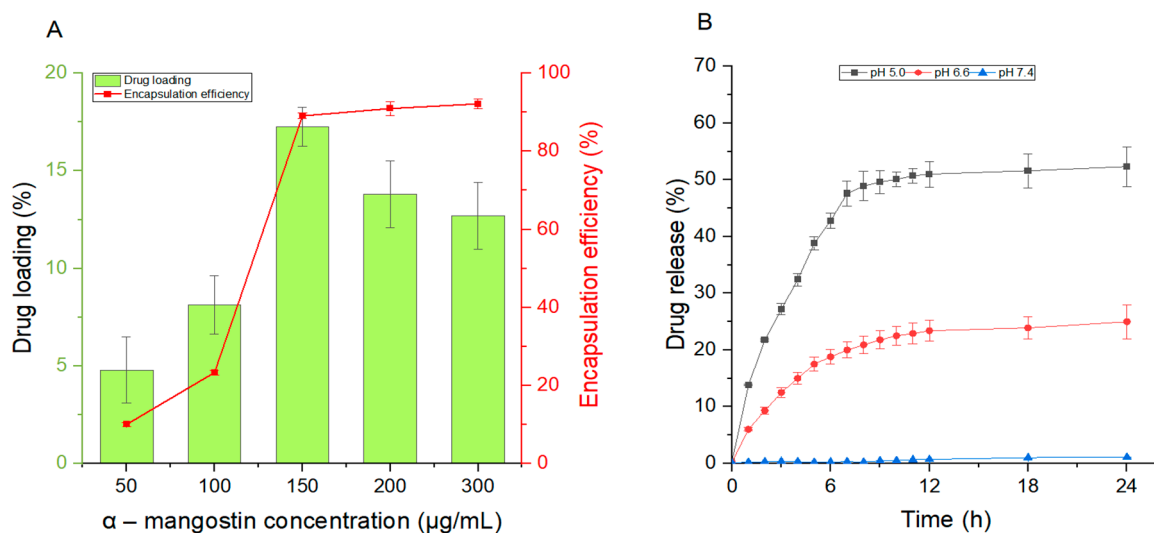 A
Drug loading
Encapsulation efficiency
Drug loading (%)
20
15
10
5
0
100
80
60
40
20
0
Encapsulation efficiency (%)
50 100 150 200 300
α – mangostin concentration (µg/mL)
B
pH 5.0 pH 6.6 pH 7.4
Drug release (%)
70
60
50
40
30
20
10
0
0 6 12 18 24
Time (h)